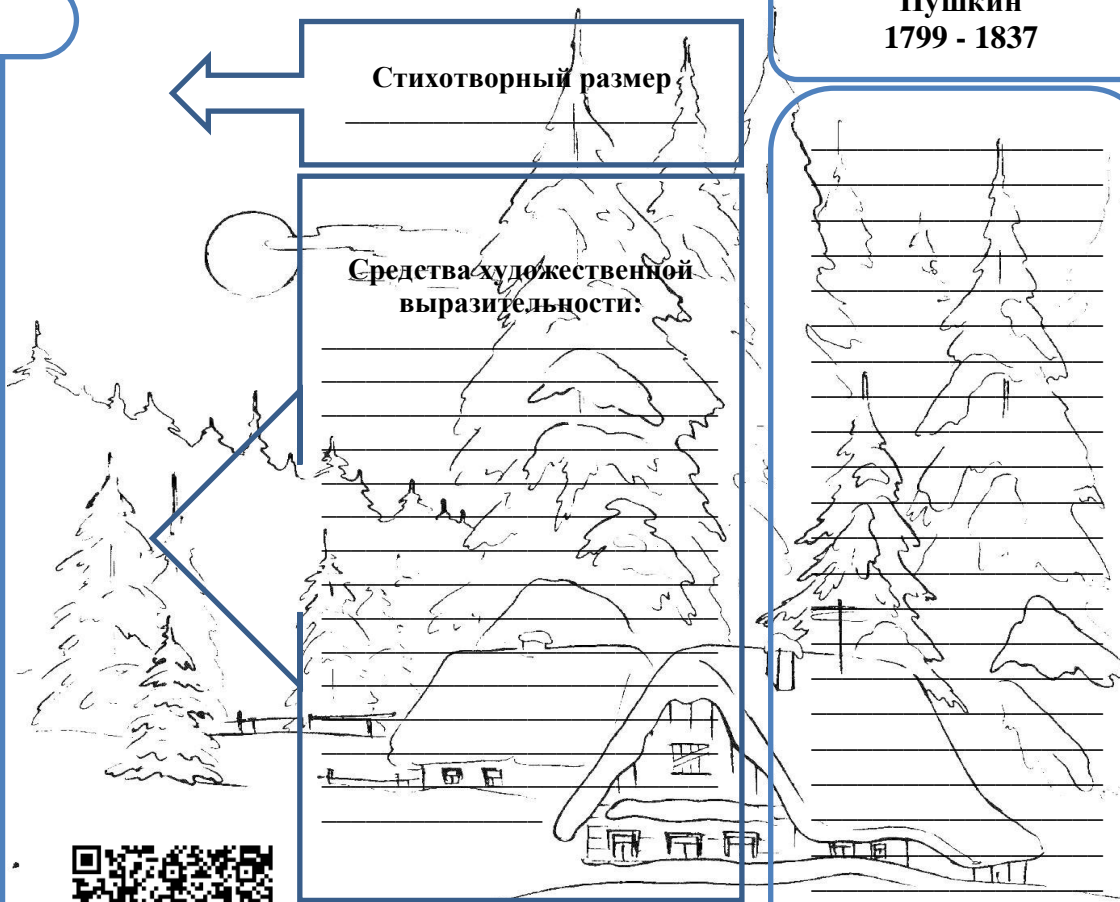 Пушкин
1799 - 1837
Стихотворный размер
Средства художественной
выразительности: